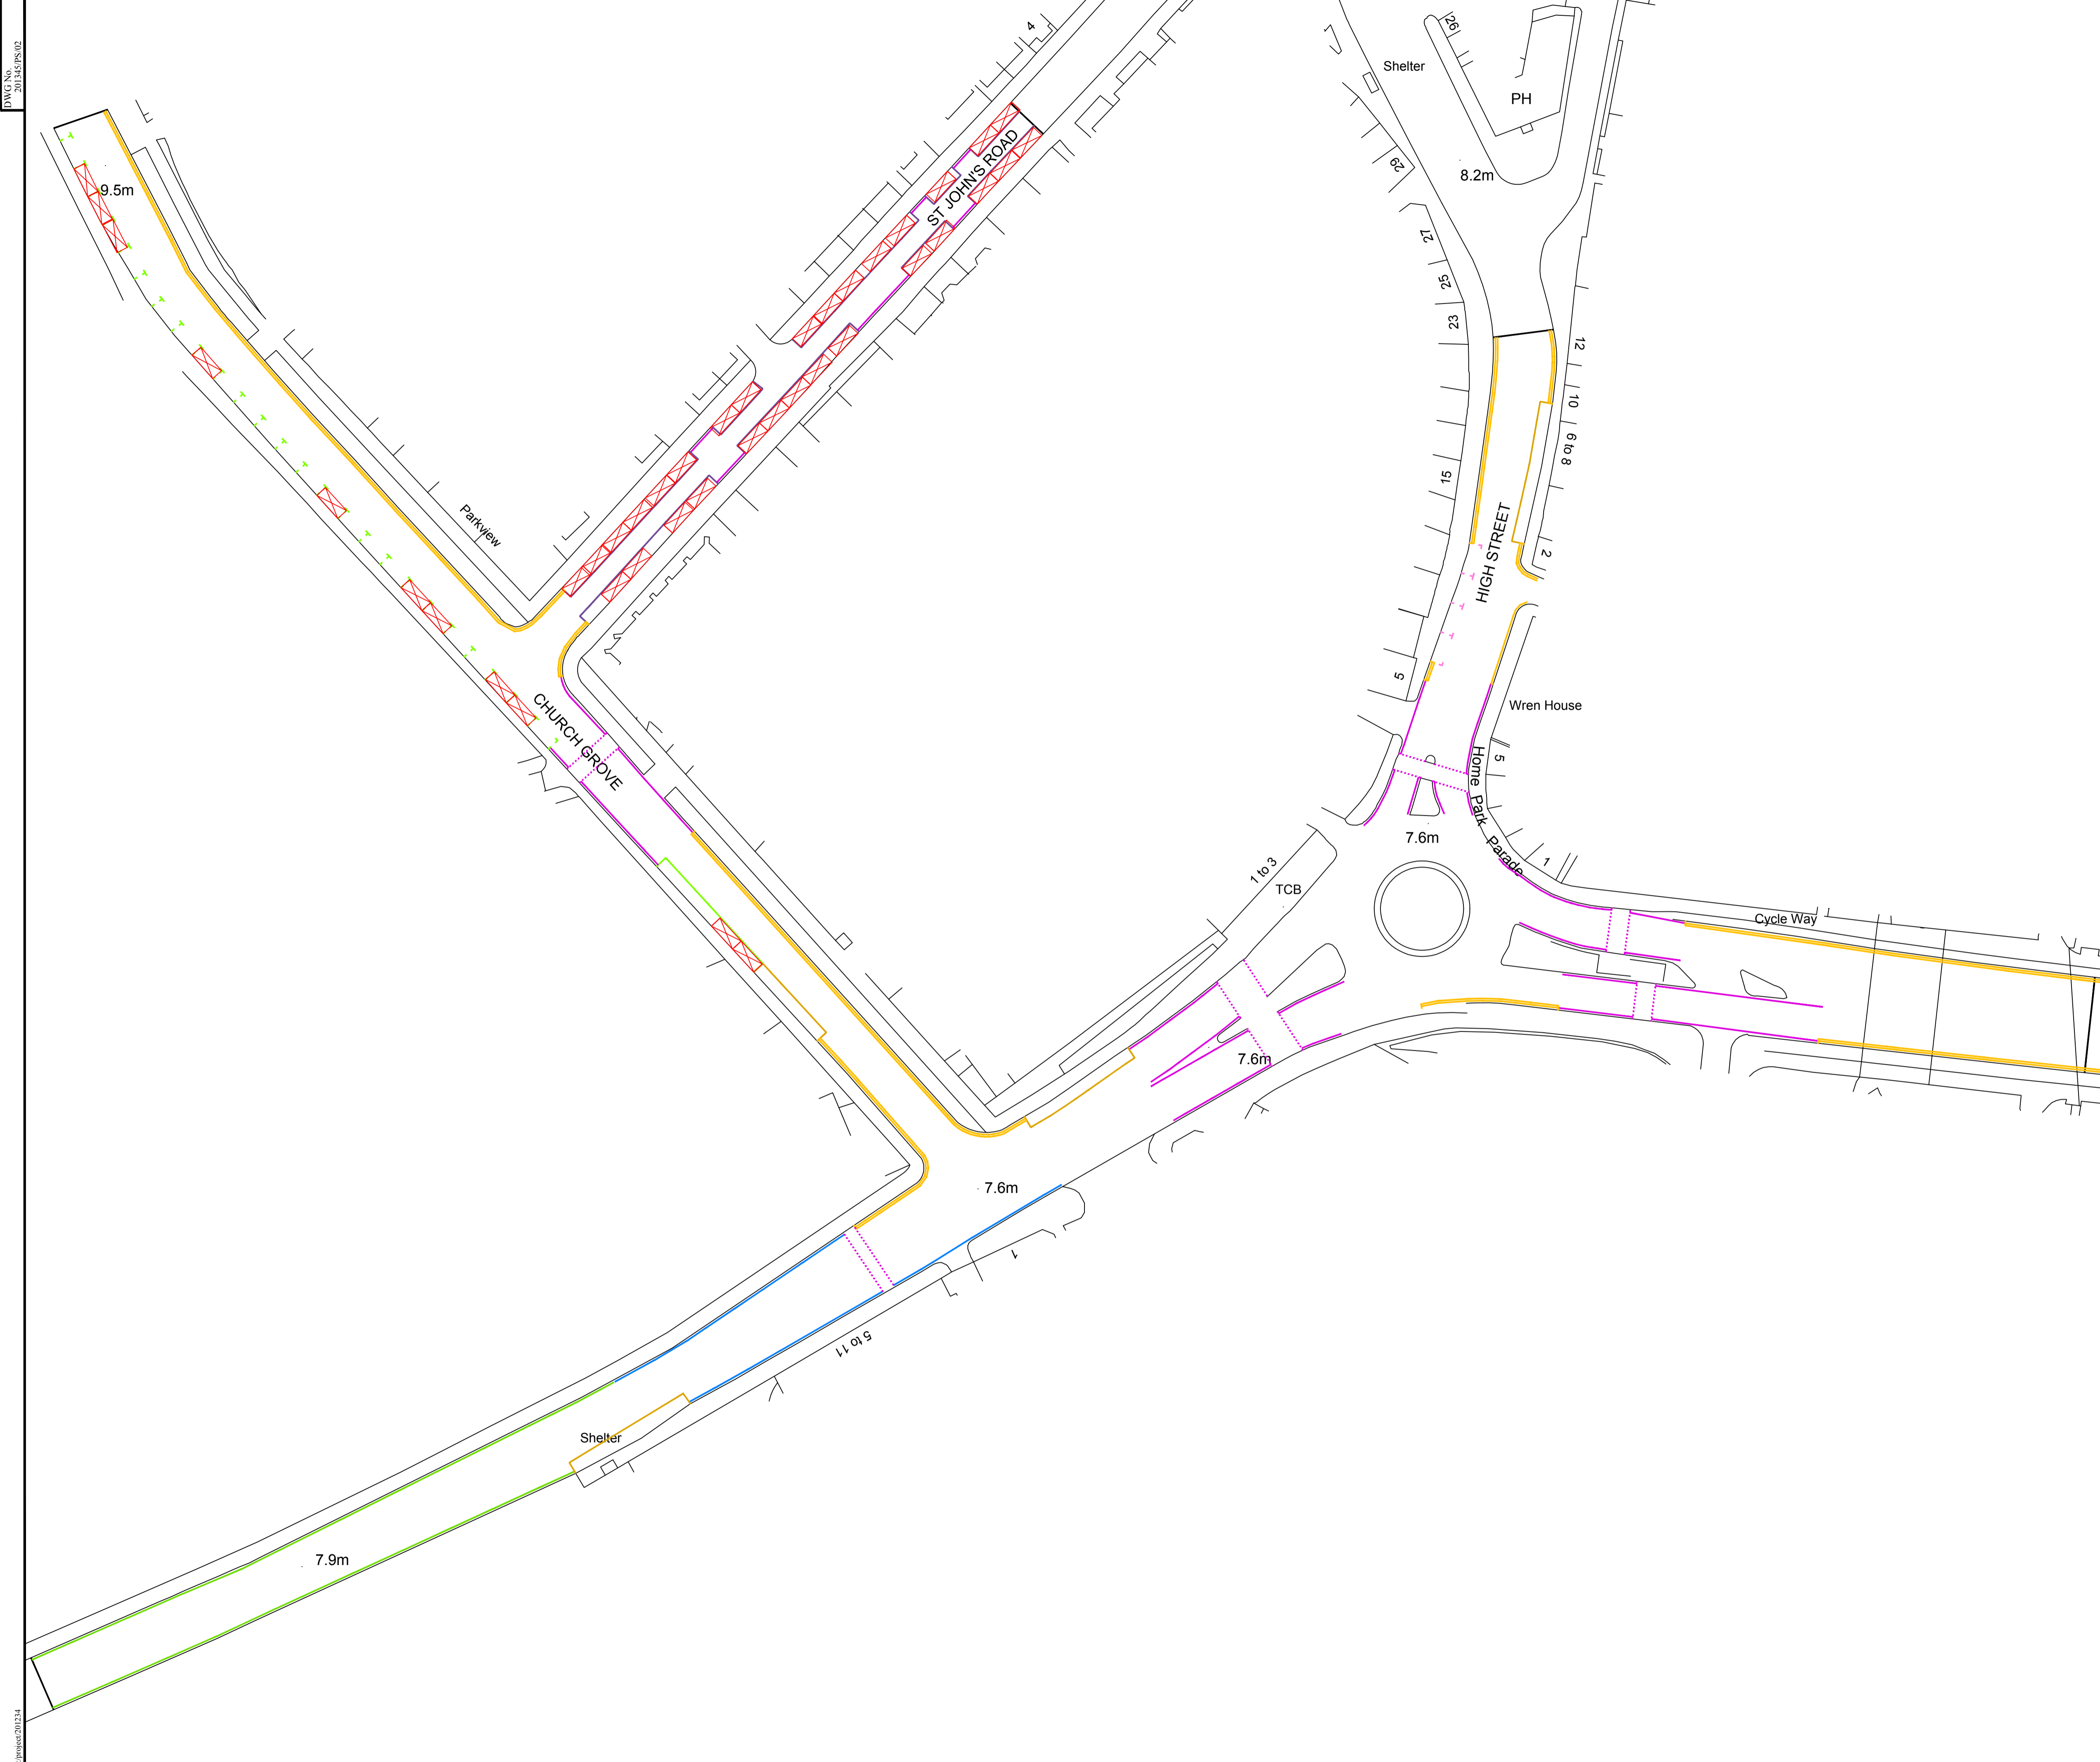 DWG No.
201345/PS/02
4
26
Shelter
PH
9.5m
ST JOHN'S ROAD
29
8.2m
27
25
23
12
10
6 to 8
15
Parkview
HIGH STREET
2
5
Wren House
CHURCH GROVE
Home Park Parade
5
7.6m
1
1 to 3
TCB
Cycle Way
7.6m
7.6m
1
5 to 11
Shelter
7.9m